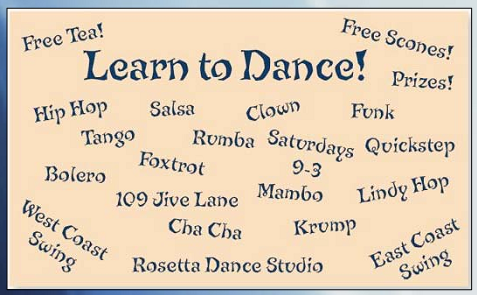 Free Tea!
Free Scones!
Learn to Dance!
Prizes!
Hip Hop
Salsa
Clown
Funk
Tango
Rumba
Saturdays
9-3
Quickstep
Bolero
Foxtrot
109 Jive Lane
Mambo
Lindy Hop
West Coast
Swing
Cha Cha
Krump
East Coast
Swing
Rosetta Dance Studio